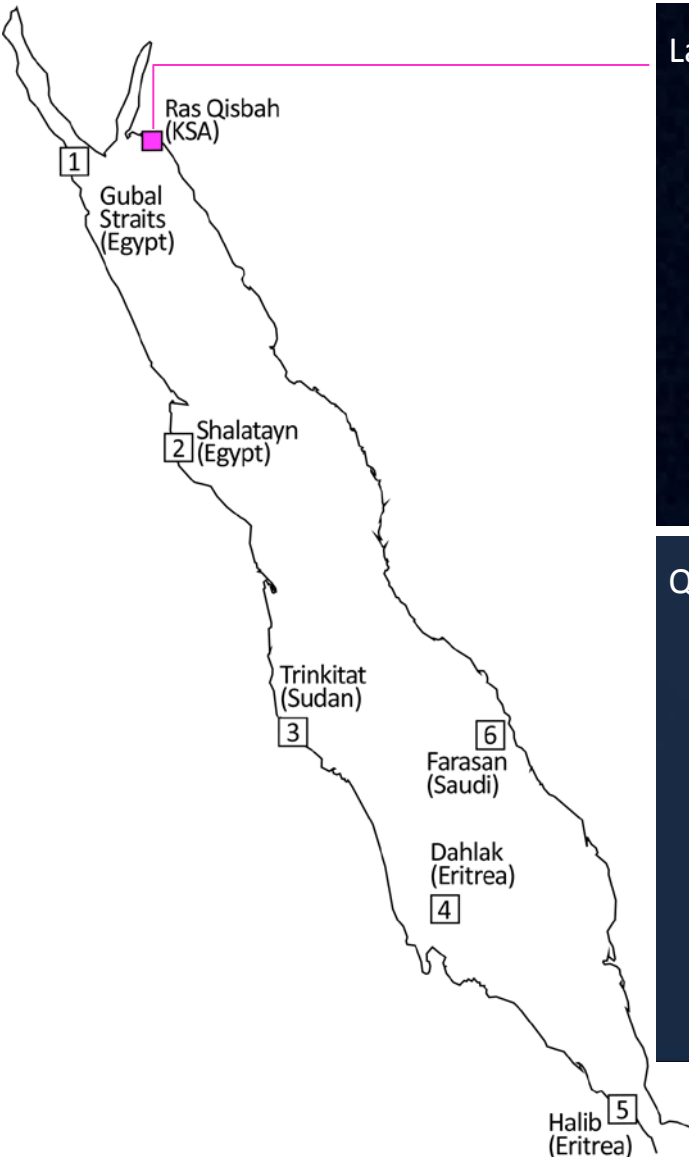 La
Ras Qisbah
(KSA)
1
Gubal
Straits
(Egypt)
2
Shalatayn
(Egypt)
Q
Trinkitat
(Sudan)
3
6
Farasan
(Saudi)
Dahlak
(Eritrea)
4
5
Halib
(Eritrea)